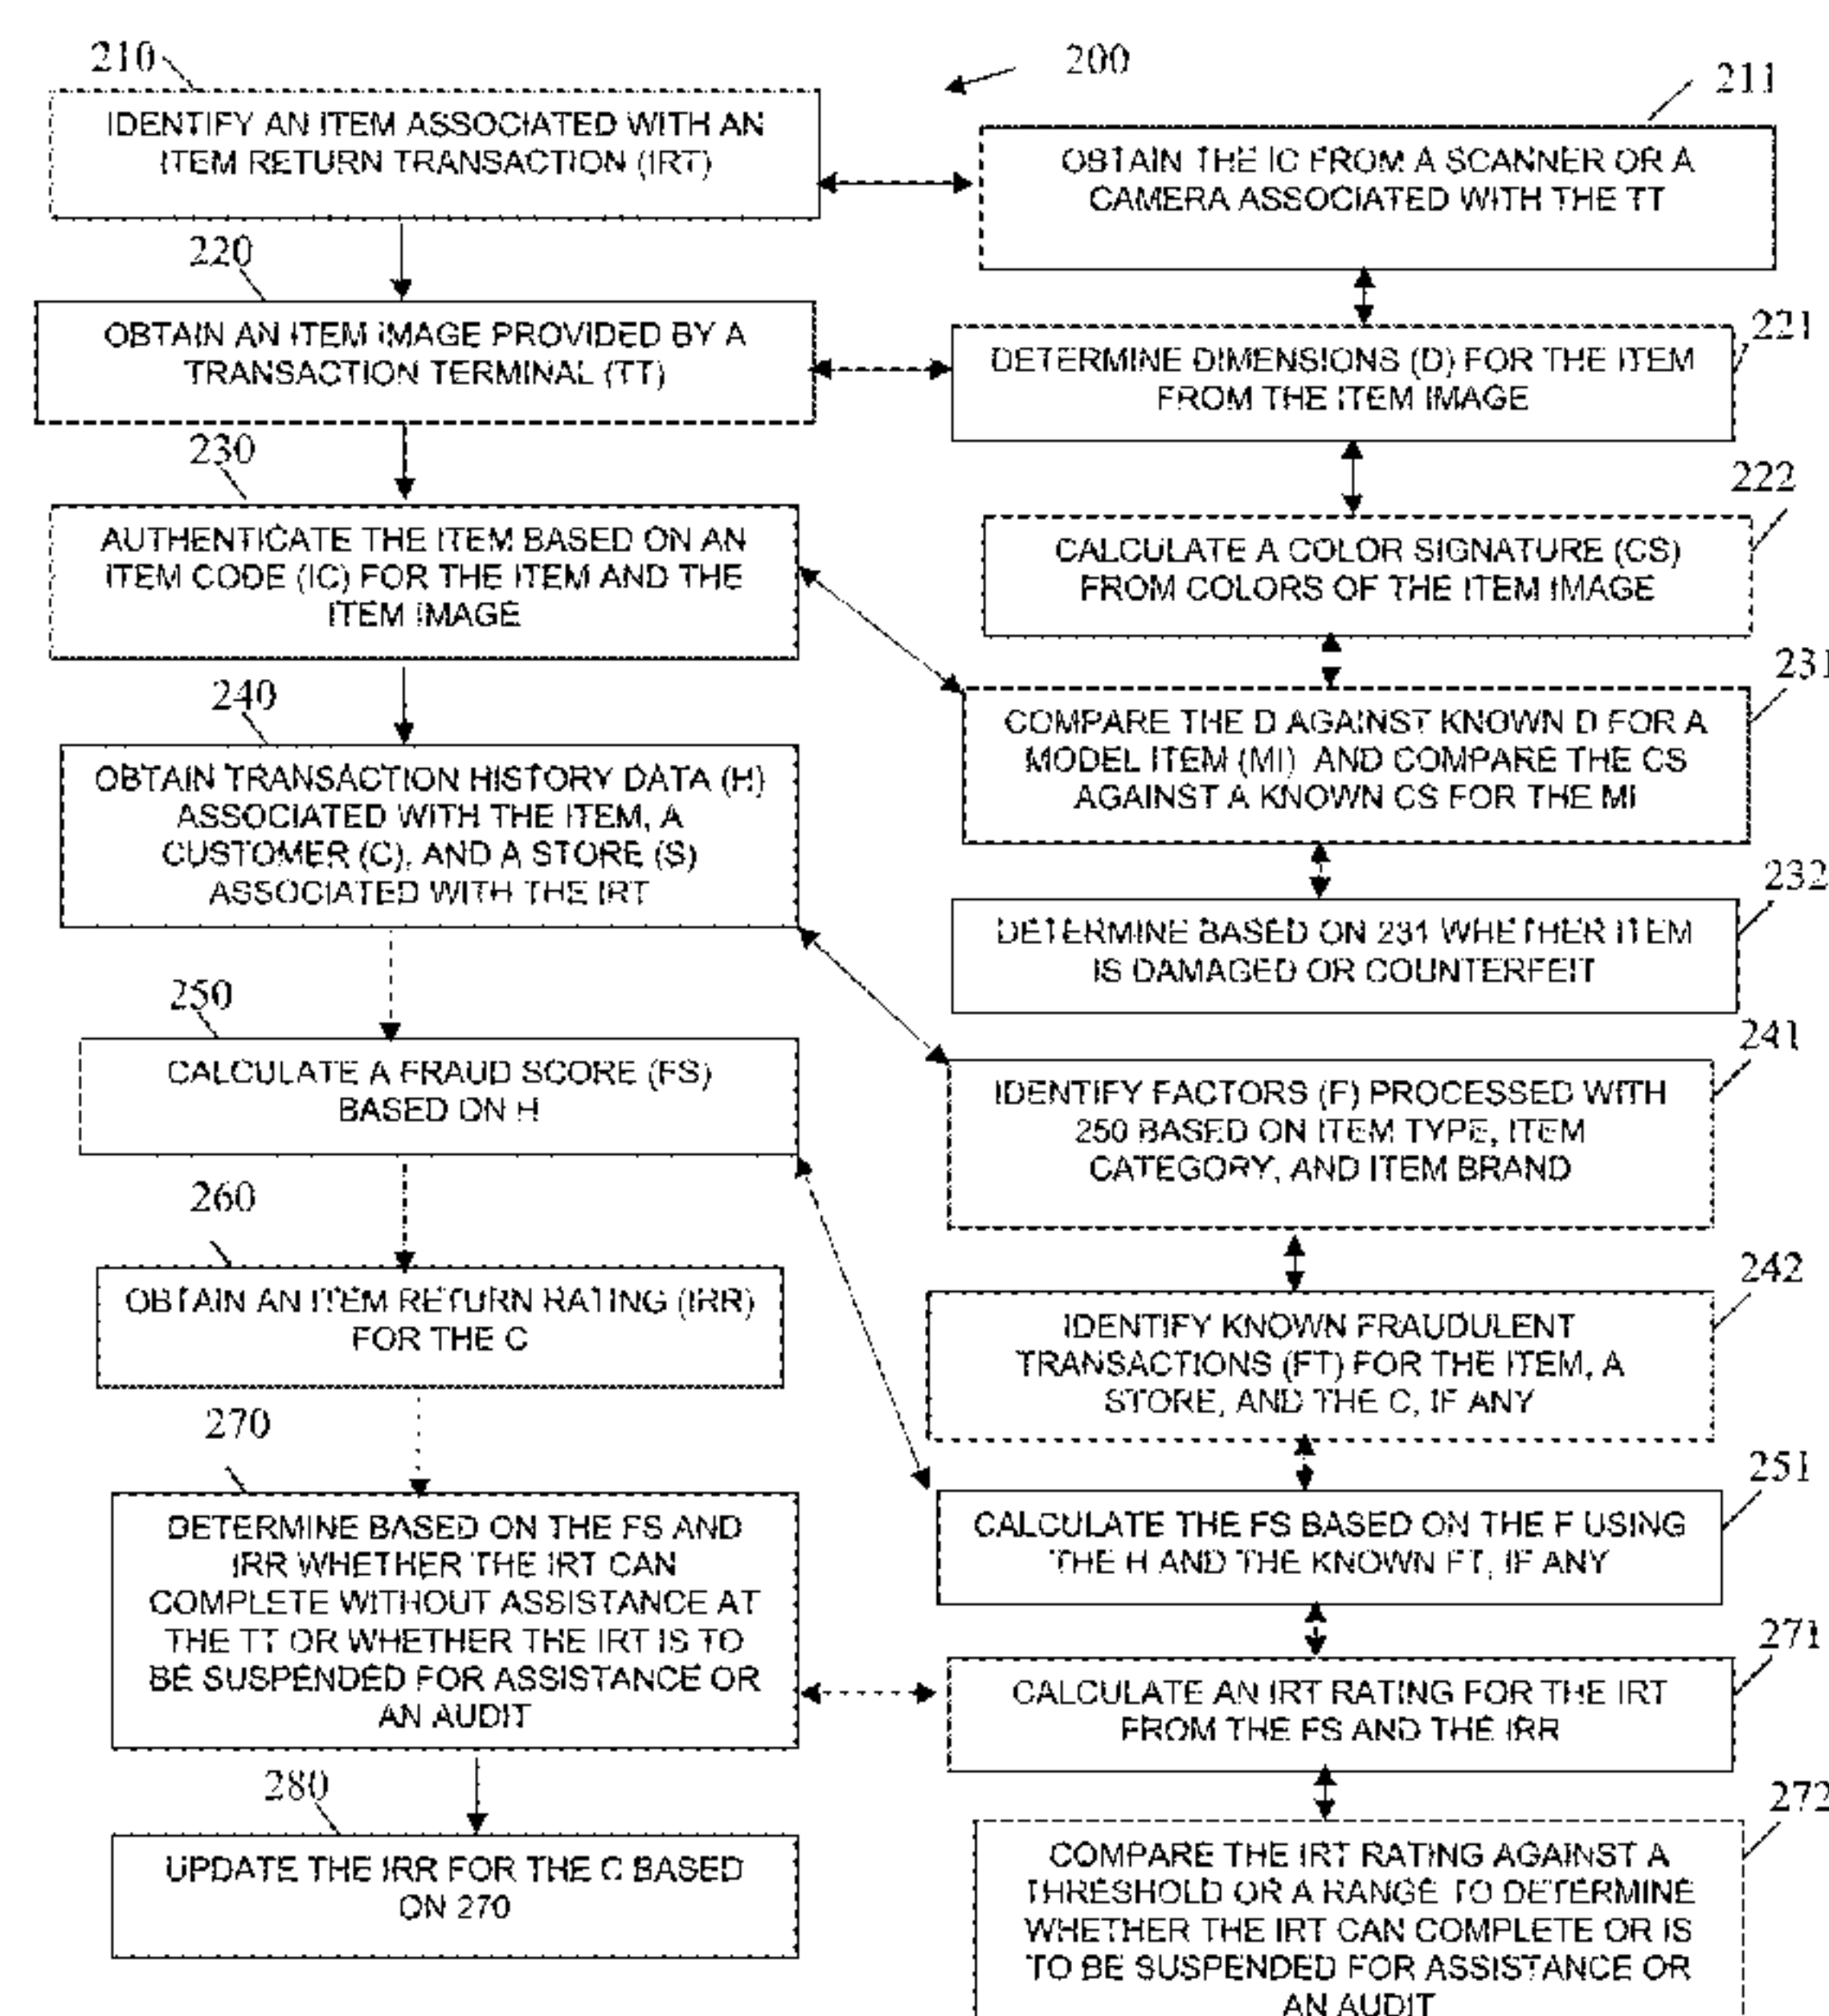 210
200
211
IDENTIFY AN ITEM ASSOCIATED WITH AN
ITEM RETURN TRANSACTION (IRT)
OBTAIN THE IC FROM A SCANNER OR A
CAMERA ASSOCIATED WITH THE TT
220
OBTAIN AN ITEM IMAGE PROVIDED BY A
TRANSACTION TERMINAL (TT)
221
DETERMINE DIMENSIONS (D) FOR THE ITEM
FROM THE ITEM IMAGE
230
AUTHENTICATE THE ITEM BASED ON AN
ITEM CODE (IC) FOR THE ITEM AND THE
ITEM IMAGE
222
CALCULATE A COLOR SIGNATURE (CS)
FROM COLORS OF THE ITEM IMAGE
231
COMPARE THE D AGAINST KNOWN D FOR A
MODEL ITEM (MI) AND COMPARE THE CS
AGAINST A KNOWN CS FOR THE MI
240
OBTAIN TRANSACTION HISTORY DATA (H)
ASSOCIATED WITH THE ITEM, A
CUSTOMER (C), AND A STORE (S)
ASSOCIATED WITH THE IRT
232
DETERMINE BASED ON 231 WHETHER ITEM
IS DAMAGED OR COUNTERFEIT
250
CALCULATE A FRAUD SCORE (FS)
BASED ON H
241
IDENTIFY FACTORS (F) PROCESSED WITH
250 BASED ON ITEM TYPE, ITEM
CATEGORY, AND ITEM BRAND
260
OBTAIN AN ITEM RETURN RATING (IRR)
FOR THE C
242
IDENTIFY KNOWN FRAUDULENT
TRANSACTIONS (FT) FOR THE ITEM, A
STORE, AND THE C, IF ANY
270
DETERMINE BASED ON THE FS AND
IRR WHETHER THE IRT CAN
COMPLETE WITHOUT ASSISTANCE AT
THE TT OR WHETHER THE IRT IS TO
BE SUSPENDED FOR ASSISTANCE OR
AN AUDIT
251
CALCULATE THE FS BASED ON THE F USING
THE H AND THE KNOWN FT, IF ANY
271
CALCULATE AN IRT RATING FOR THE IRT
FROM THE FS AND THE IRR
280
UPDATE THE IRR FOR THE C BASED
ON 270
272
COMPARE THE IRT RATING AGAINST A
THRESHOLD OR A RANGE TO DETERMINE
WHETHER THE IRT CAN COMPLETE OR IS
TO BE SUSPENDED FOR ASSISTANCE OR
AN AUDIT